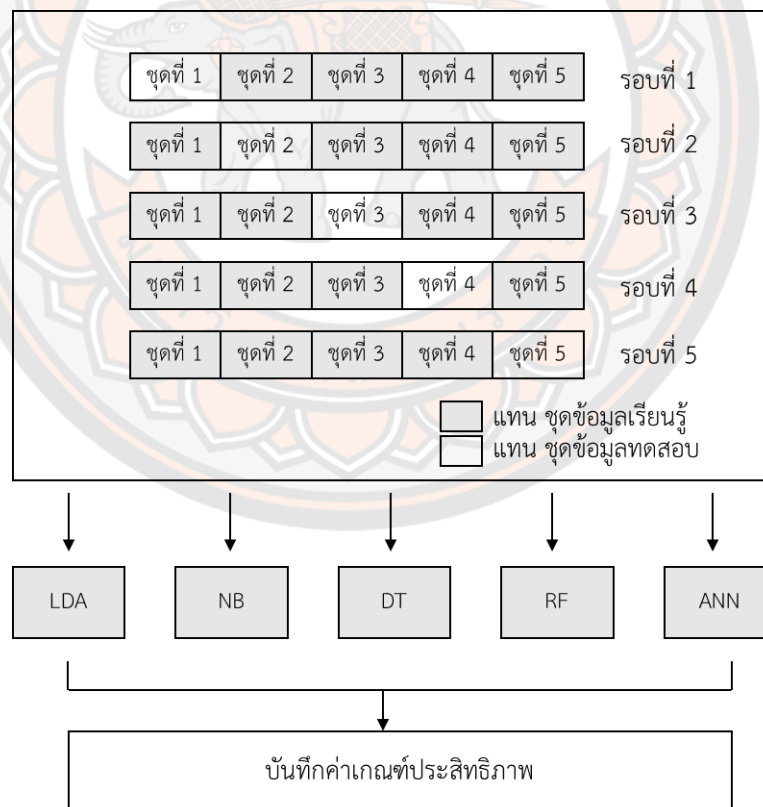 ชุดที่ 1 ชุดที่ 2 ชุดที่ 3 ชุดที่ 4 ชุดที่ 5 รอบที่ 1
ชุดที่ 1 ชุดที่ 2 ชุดที่ 3 ชุดที่ 4 ชุดที่ 5 รอบที่ 2
ชุดที่ 1 ชุดที่ 2 ชุดที่ 3 ชุดที่ 4 ชุดที่ 5 รอบที่ 3
ชุดที่ 1 ชุดที่ 2 ชุดที่ 3 ชุดที่ 4 ชุดที่ 5 รอบที่ 4
ชุดที่ 1 ชุดที่ 2 ชุดที่ 3 ชุดที่ 4 ชุดที่ 5 รอบที่ 5
แทน ชุดข้อมูลเรียนรู้
แทน ชุดข้อมูลทดสอบ
LDA NB DT RF ANN
บันทึกค่าเกณฑ์ประสิทธิภาพ